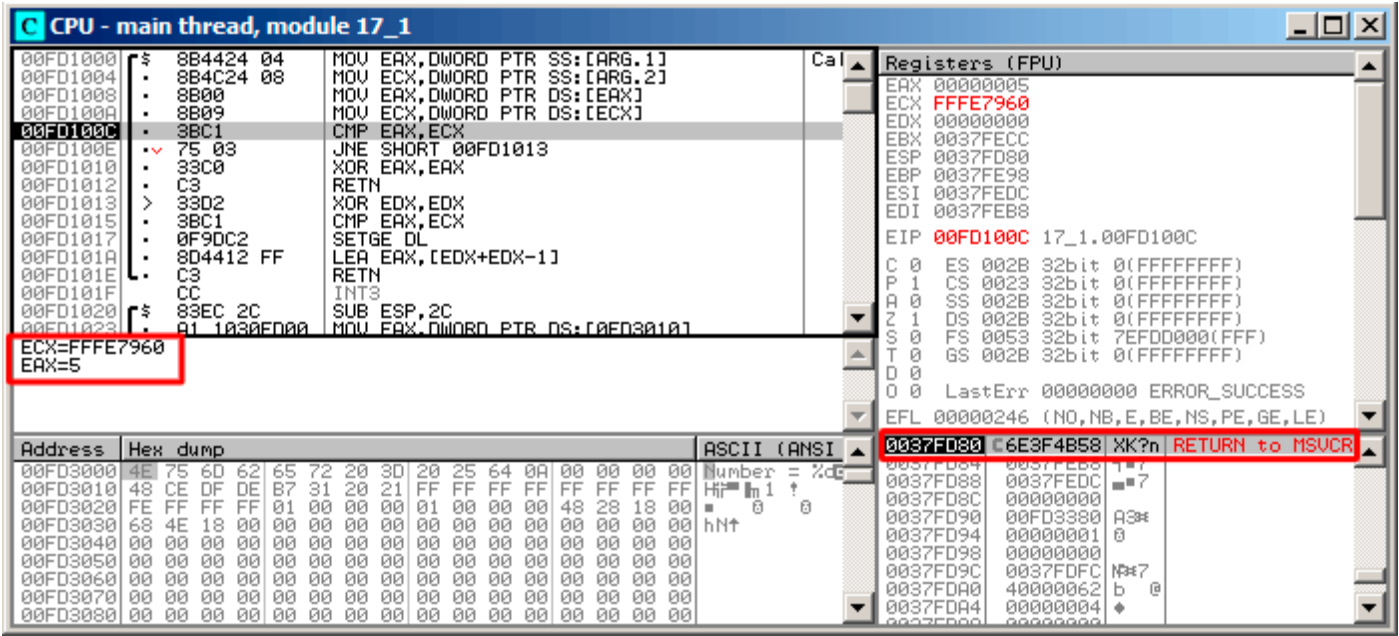 C CPU - main thread, module 17_1
00FD1000 $ 8B4424 04 MOV EAX,DWORD PTR SS:[ARG.1] Cal
00FD1004 . 8B4C24 08 MOV ECX,DWORD PTR SS:[ARG.2]
00FD1008 . 8B00 MOV EAX,DWORD PTR DS:[EAX]
00FD100A . 8B09 MOV ECX,DWORD PTR DS:[ECX]
00FD100C . 3BC1 CMP EAX,ECX
00FD100E . 75 03 JNE SHORT 00FD1013
00FD1010 . 33C0 XOR EAX,EAX
00FD1012 . C3 RETN
00FD1013 > 33D2 XOR EDX,EDX
00FD1015 . 3BC1 CMP EAX,ECX
00FD1017 . 0F9DC2 SETGE DL
00FD101A . 8D4412 FF LEA EAX,[EDX+EDX-1]
00FD101E . C3 RETN
00FD101F CC INT3
00FD1020 $ 83EC 2C SUB ESP,2C
00FD1023 . A1 1030FD00 MOV EAX,DWORD PTR DS:[0FD3010]
ECX=FFFE7960
EAX=5
Registers (FPU)
EAX 00000005
ECX FFFE7960
EDX 00000000
EBX 0037FECC
ESP 0037FD80
EBP 0037FE98
ESI 0037FEDC
EDI 0037FEB8
EIP 00FD100C 17_1.00FD100C
C 0 ES 002B 32bit 0(FFFFFFFF)
P 1 CS 0023 32bit 0(FFFFFFFF)
A 0 SS 002B 32bit 0(FFFFFFFF)
Z 1 DS 002B 32bit 0(FFFFFFFF)
S 0 FS 0053 32bit 7EFDD000(FFF)
T 0 GS 002B 32bit 0(FFFFFFFF)
D 0
O 0 LastErr 00000000 ERROR_SUCCESS
EFL 00000246 (NO,NB,E,BE,NS,PE,GE,LE)
Address Hex dump ASCII (ANSI
00FD3000 4E 75 6D 62 65 72 20 3D 20 25 64 0A 00 00 00 00 Number = %d
00FD3010 48 CE DF DE B7 31 20 21 FF FF FF FF FF FF FF FF
00FD3020 FE FF FF FF 01 00 00 00 01 00 00 00 48 28 18 00
00FD3030 68 4E 18 00 00 00 00 00 00 00 00 00 00 00 00 00 hN↑
00FD3040 00 00 00 00 00 00 00 00 00 00 00 00 00 00 00 00
00FD3050 00 00 00 00 00 00 00 00 00 00 00 00 00 00 00 00
00FD3060 00 00 00 00 00 00 00 00 00 00 00 00 00 00 00 00
00FD3070 00 00 00 00 00 00 00 00 00 00 00 00 00 00 00 00
00FD3080 00 00 00 00 00 00 00 00 00 00 00 00 00 00 00 00
0037FD80 6E3F4B58 XK?n RETURN to MSVCR
0037FD84 0037FEB8
0037FD88 0037FEDC
0037FD8C 00000000
0037FD90 00FD3380
0037FD94 00000001
0037FD98 00000000
0037FD9C 0037FDFC
0037FDA0 40000062 b @
0037FDA4 00000004 ♦